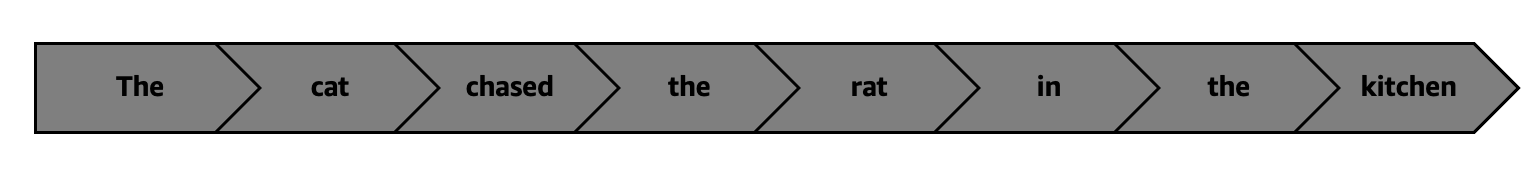 The cat chased the rat in the kitchen